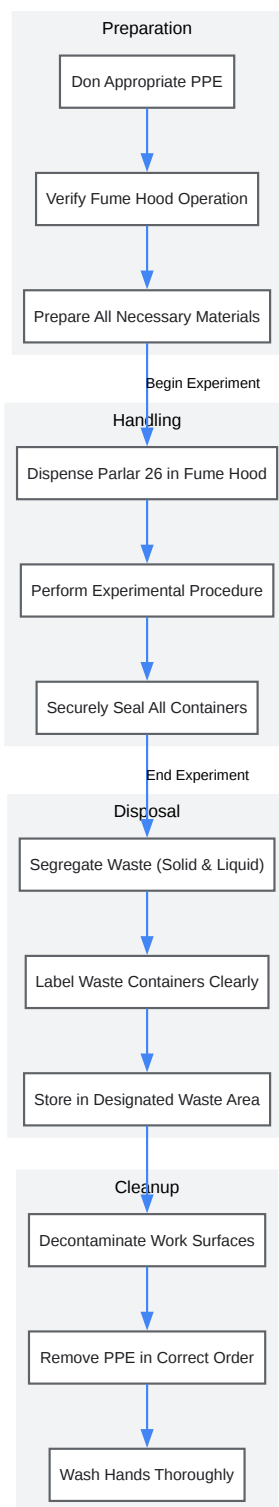 Preparation
Don Appropriate PPE
Verify Fume Hood Operation
Prepare All Necessary Materials
Begin Experiment
Handling
Dispense Parlar 26 in Fume Hood
Perform Experimental Procedure
Securely Seal All Containers
End Experiment
Disposal
Segregate Waste (Solid & Liquid)
Label Waste Containers Clearly
Store in Designated Waste Area
Cleanup
Decontaminate Work Surfaces
Remove PPE in Correct Order
Wash Hands Thoroughly